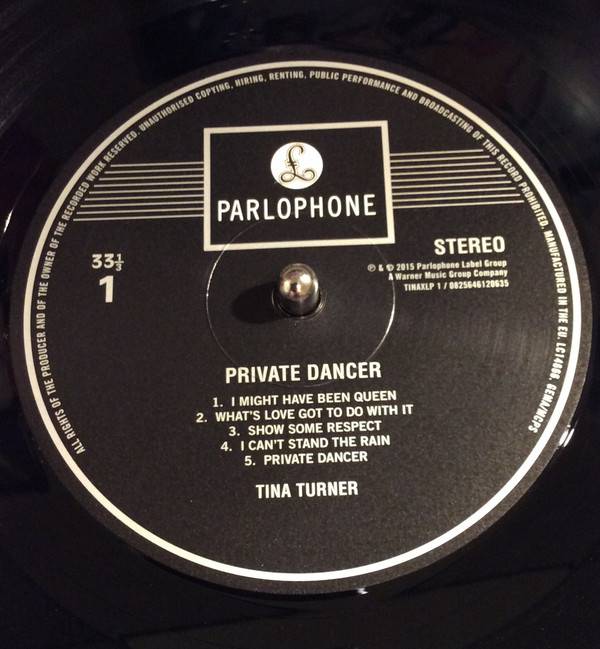 ALL RIGHTS OF THE PRODUCER AND OF THE OWNER OF THE RECORDED WORK RESERVED. UNAUTHORISED COPYING, HIRING, RENTING, PUBLIC PERFORMANCE AND BROADCASTING OF THIS RECORD PROHIBITED. MANUFACTURED IN THE EU. LC14666. GEMA/MCPS
£
PARLOPHONE
33⅓
1
STEREO
℗ & © 2015 Parlophone Label Group
A Warner Music Group Company
TINAXLP 1 / 0825646120635
PRIVATE DANCER
1. I MIGHT HAVE BEEN QUEEN
2. WHAT'S LOVE GOT TO DO WITH IT
3. SHOW SOME RESPECT
4. I CAN'T STAND THE RAIN
5. PRIVATE DANCER
TINA TURNER